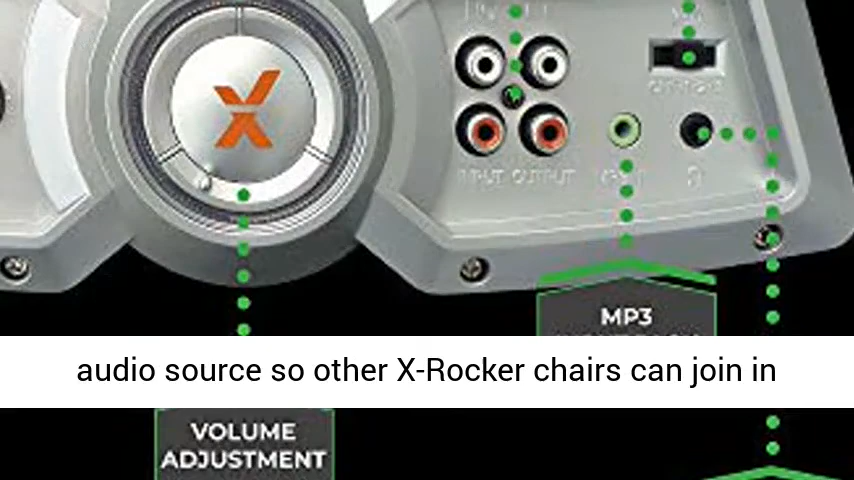 X
INPUT OUTPUT
MP3
audio source so other X-Rocker chairs can join in
VOLUME
ADJUSTMENT